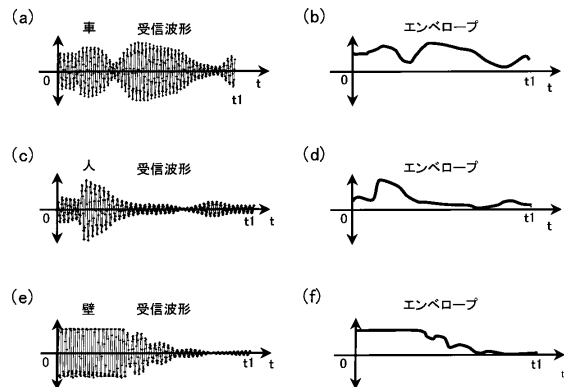 (a) 車 受信波形
0 t1 t
(b) エンベロープ
0 t1 t
(c) 人 受信波形
0 t1 t
(d) エンベロープ
0 t1 t
(e) 壁 受信波形
0 t1 t
(f) エンベロープ
0 t1 t